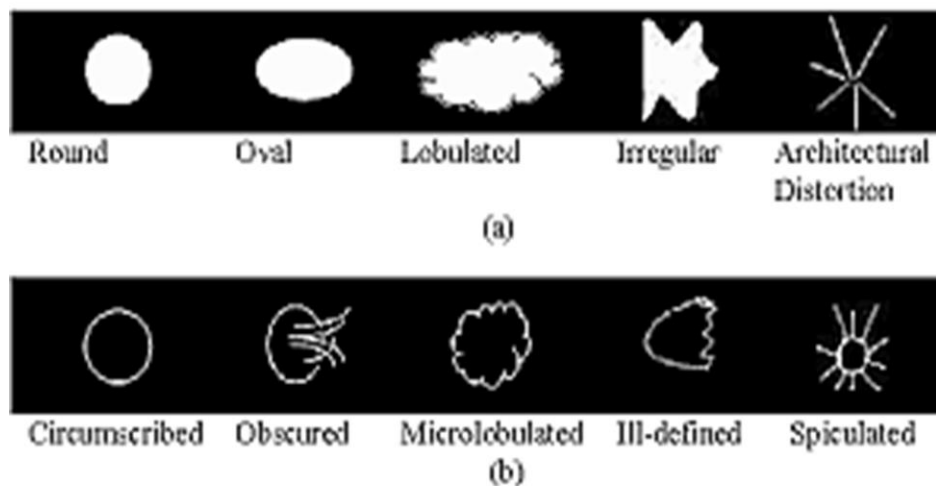 Round Oval Lobulated Irregular Architectural
Distortion
(a)
Circumscribed Obscured Microlobulated Ill-defined Spiculated
(b)